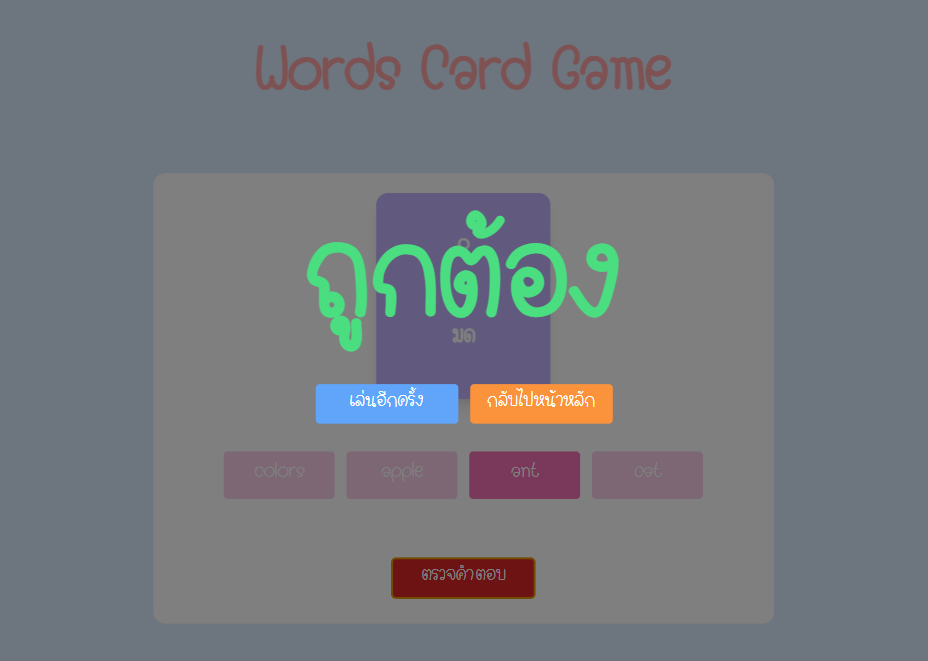 Words Card Game
ถูกต้อง
มด
เล่นอีกครั้ง
กลับไปหน้าหลัก
colors
apple
ant
cat
ตรวจคำตอบ